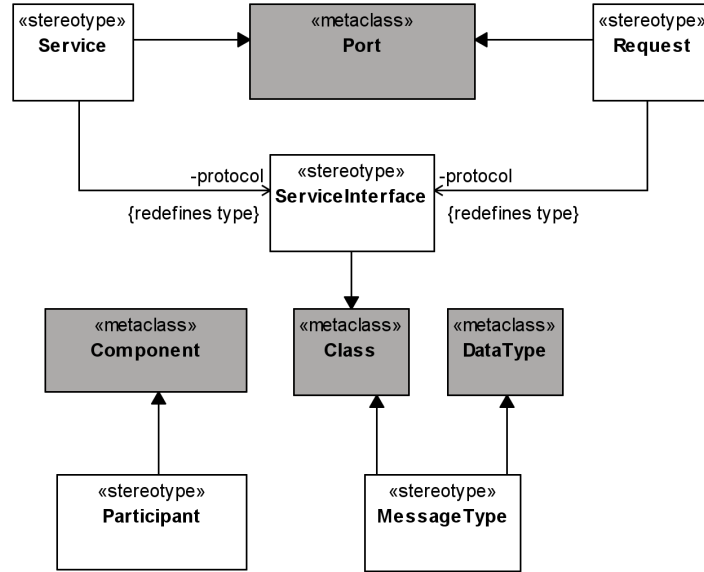 «stereotype»
Service
«metaclass»
Port
«stereotype»
Request
«stereotype»
ServiceInterface
-protocol
{redefines type}
-protocol
{redefines type}
«metaclass»
Component
«metaclass»
Class
«metaclass»
DataType
«stereotype»
Participant
«stereotype»
MessageType